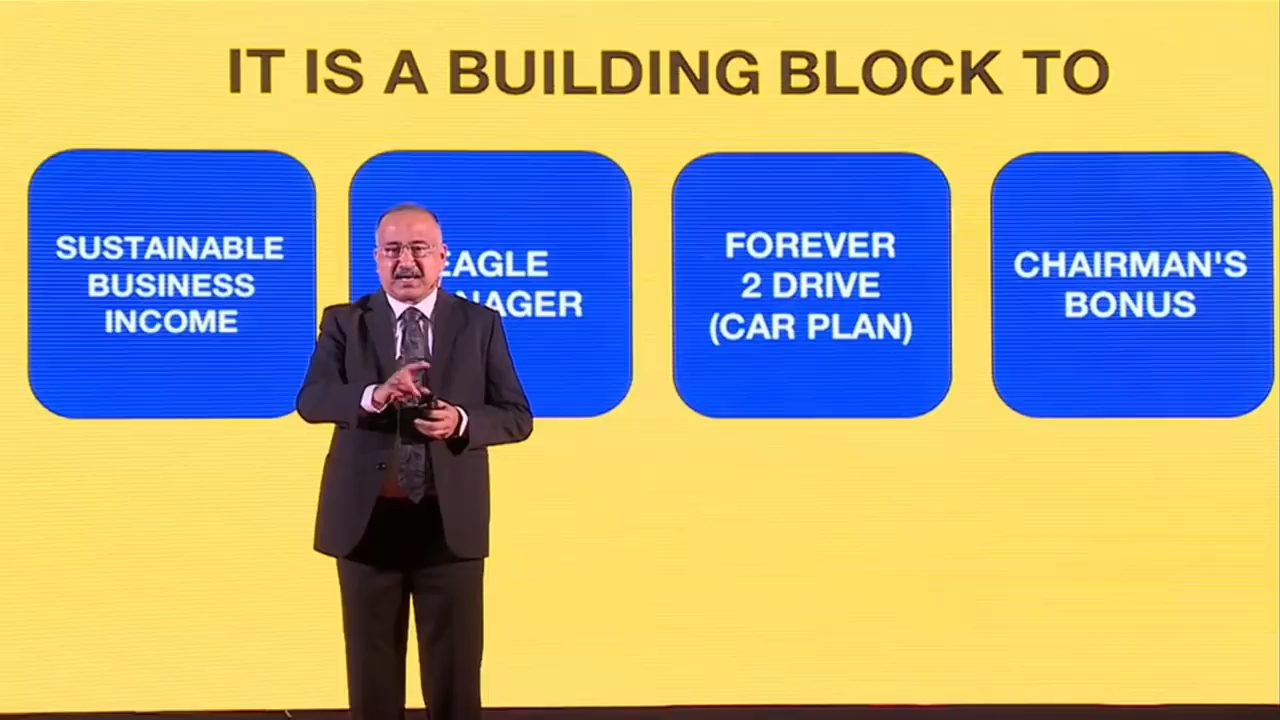 IT IS A BUILDING BLOCK TO
SUSTAINABLE
BUSINESS
INCOME
EAGLE
FOREVER
2 DRIVE
(CAR PLAN)
CHAIRMAN'S
BONUS